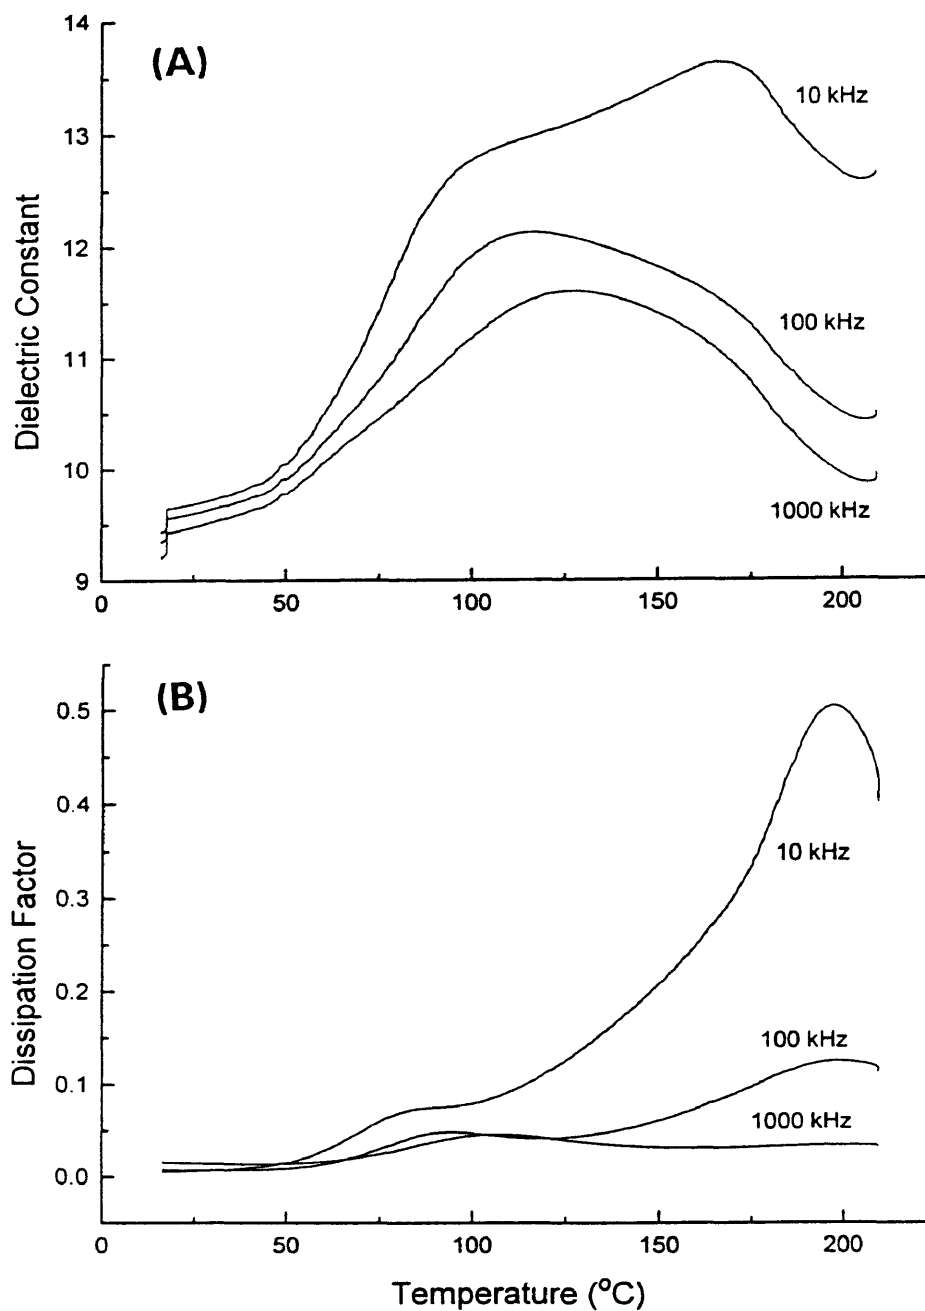 14
(A)
10 kHz
13
12
100 kHz
11
10
1000 kHz
9
0 50 100 150 200
Dielectric Constant
(B)
0.5
0.4
10 kHz
0.3
0.2
100 kHz
0.1
1000 kHz
0.0
0 50 100 150 200
Dissipation Factor
Temperature (°C)